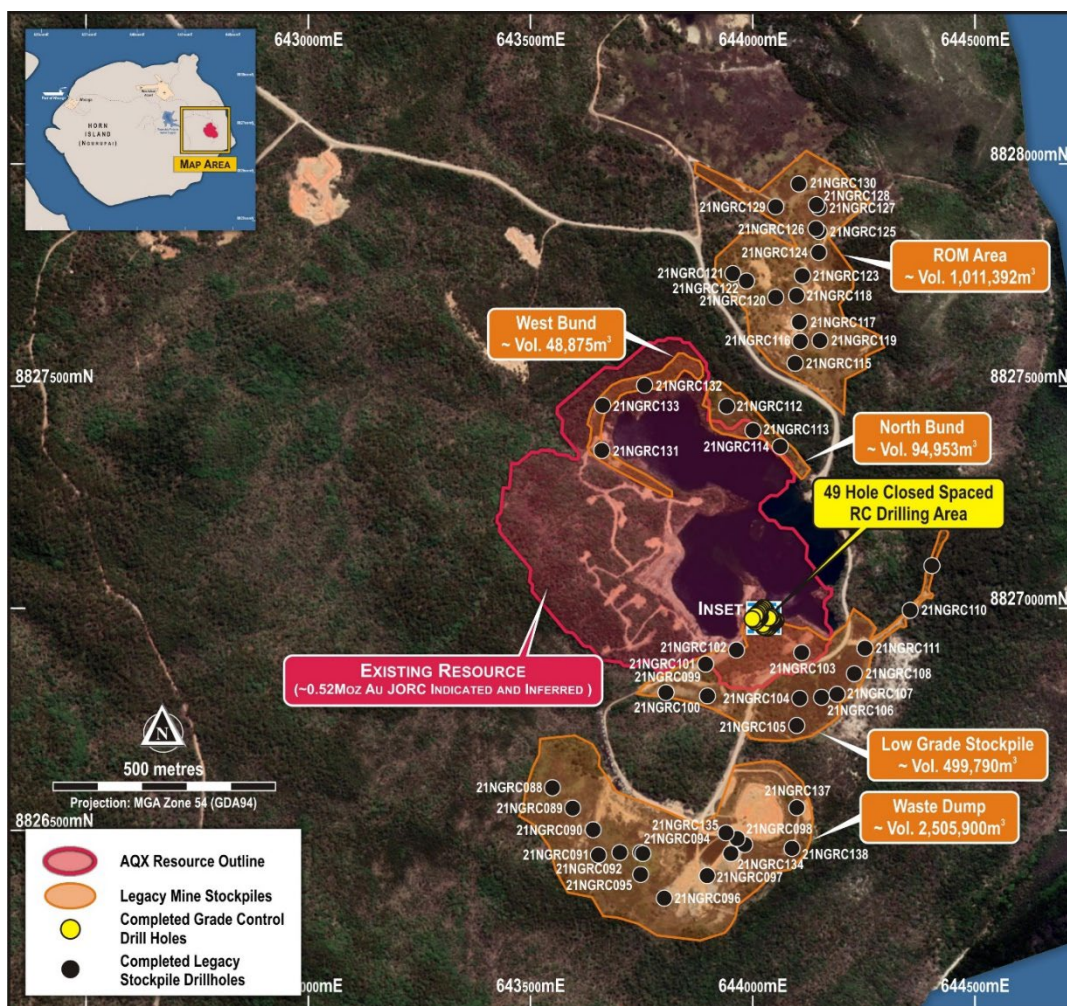 643000mE
643500mE
644000mE
644500mE
HORN
ISLAND
(NGURUPAI)
MAP AREA
8828000mN
21NGRC130
21NGRC128
21NGRC129
21NGRC127
21NGRC126
21NGRC125
21NGRC124
ROM Area
~ Vol. 1,011,392m³
21NGRC121
21NGRC123
21NGRC122
21NGRC120
21NGRC118
21NGRC117
21NGRC116
21NGRC119
21NGRC115
West Bund
~ Vol. 48,875m³
8827500mN
8827500mN
21NGRC132
21NGRC133
21NGRC112
21NGRC113
21NGRC114
21NGRC131
North Bund
~ Vol. 94,953m³
49 Hole Closed Spaced
RC Drilling Area
8827000mN
INSET
21NGRC110
21NGRC102
21NGRC111
21NGRC101
21NGRC103
21NGRC099
21NGRC108
21NGRC100
21NGRC104
21NGRC107
21NGRC106
21NGRC105
EXISTING RESOURCE
(~0.52MOZ AU JORC INDICATED AND INFERRED )
Low Grade Stockpile
~ Vol. 499,790m³
N
500 metres
Projection: MGA Zone 54 (GDA94)
21NGRC088
21NGRC137
21NGRC089
Waste Dump
~ Vol. 2,505,900m³
8826500mN
8826500mN
21NGRC090
21NGRC135
21NGRC098
21NGRC094
21NGRC091
21NGRC134
21NGRC138
21NGRC092
21NGRC095
21NGRC097
21NGRC096
AQX Resource Outline
Legacy Mine Stockpiles
Completed Grade Control
Drill Holes
Completed Legacy
Stockpile Drillholes
643000mE
643500mE
644000mE
644500mE